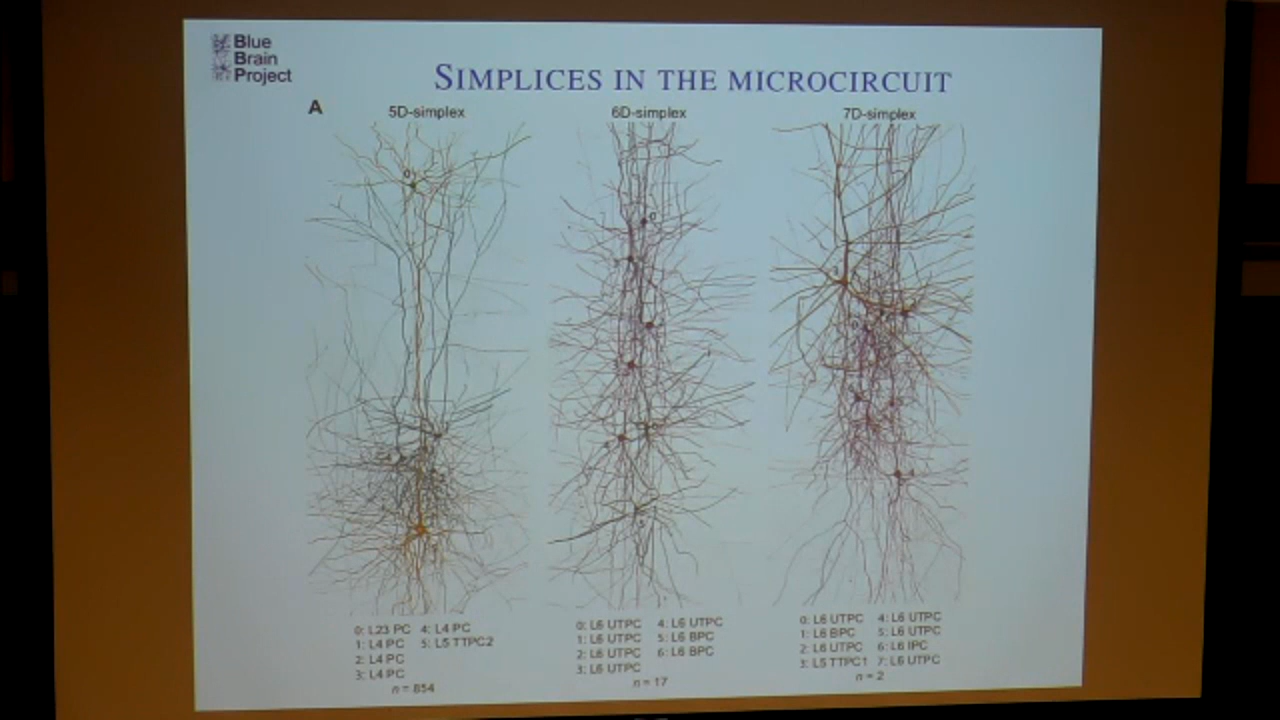 Blue
Brain
Project
SIMPLICES IN THE MICROCIRCUIT
A
5D-simplex
6D-simplex
7D-simplex
0: L23 PC 4: L4 PC
1: L4 PC 5: L5 TTPC2
2: L4 PC
3: L4 PC
n = 854
0: L6 UTPC 4: L6 UTPC
1: L6 UTPC 5: L6 BPC
2: L6 UTPC 6: L6 BPC
3: L6 UTPC
n = 17
0: L6 UTPC 4: L6 UTPC
1: L6 BPC 5: L6 UTPC
2: L6 UTPC 6: L6 IPC
3: L5 TTPC1 7: L6 UTPC
n = 2